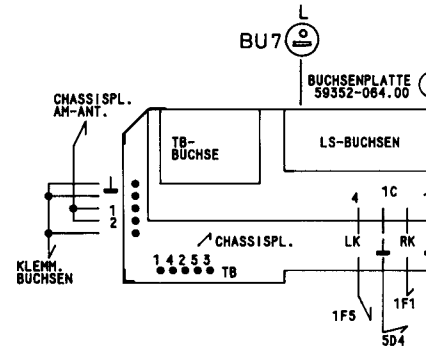 L
BU7
BUCHSENPLATTE
59352-064.00
CHASSISPL.
AM-ANT.
TB-
BUCHSE
LS-BUCHSEN
1
2
4
1C
LK
RK
CHASSISPL.
KLEMM.
BUCHSEN
1 4 2 5 3 TB
1F5
1F1
5D4